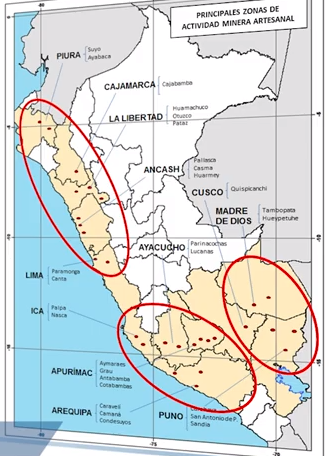 PRINCIPALES ZONAS DE
ACTIVIDAD MINERA ARTESANAL
PIURA
Suyo
Ayabaca
CAJAMARCA
Cajabamba
LA LIBERTAD
Huamachuco
Otuzco
Pataz
ANCASH
Pallasca
Casma
Huarmey
CUSCO
Quispicanchi
MADRE
DE DIOS
Tambopata
Huepetuhe
AYACUCHO
Parinacochas
Lucanas
LIMA
Paramonga
Canta
ICA
Palpa
Nasca
APURÍMAC
Aymaraes
Grau
Antabamba
Cotabambas
AREQUIPA
Caravelí
Camaná
Condesuyos
PUNO
San Antonio de P.
Sandia
-75
-70